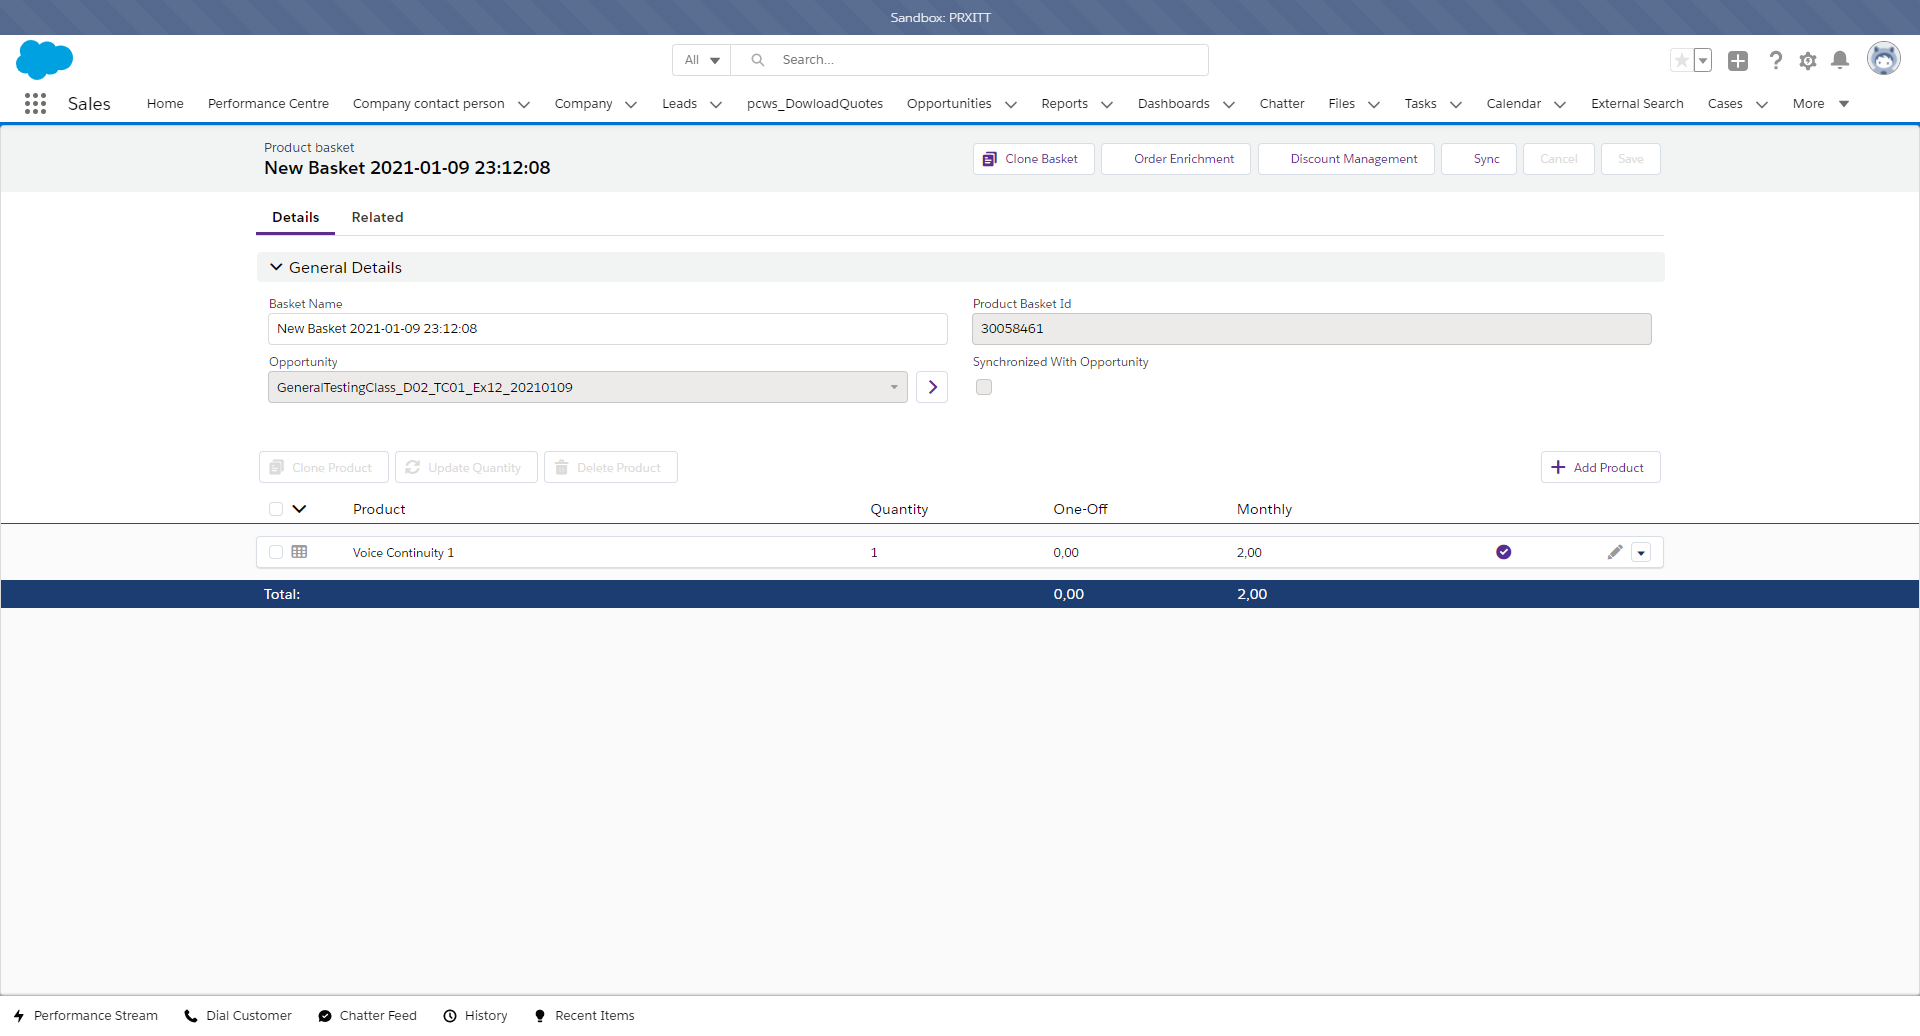 Sandbox: PRXITT
All
Search...
Sales
Home
Performance Centre
Company contact person
Company
Leads
pcws_DowloadQuotes
Opportunities
Reports
Dashboards
Chatter
Files
Tasks
Calendar
External Search
Cases
More
Product basket
New Basket 2021-01-09 23:12:08
Clone Basket
Order Enrichment
Discount Management
Sync
Cancel
Save
Details
Related
General Details
Basket Name
New Basket 2021-01-09 23:12:08
Product Basket Id
30058461
Opportunity
GeneralTestingClass_D02_TC01_Ex12_20210109
Synchronized With Opportunity
Clone Product
Update Quantity
Delete Product
Add Product
Product
Quantity
One-Off
Monthly
Voice Continuity 1
1
0,00
2,00
Total:
0,00
2,00
Performance Stream
Dial Customer
Chatter Feed
History
Recent Items